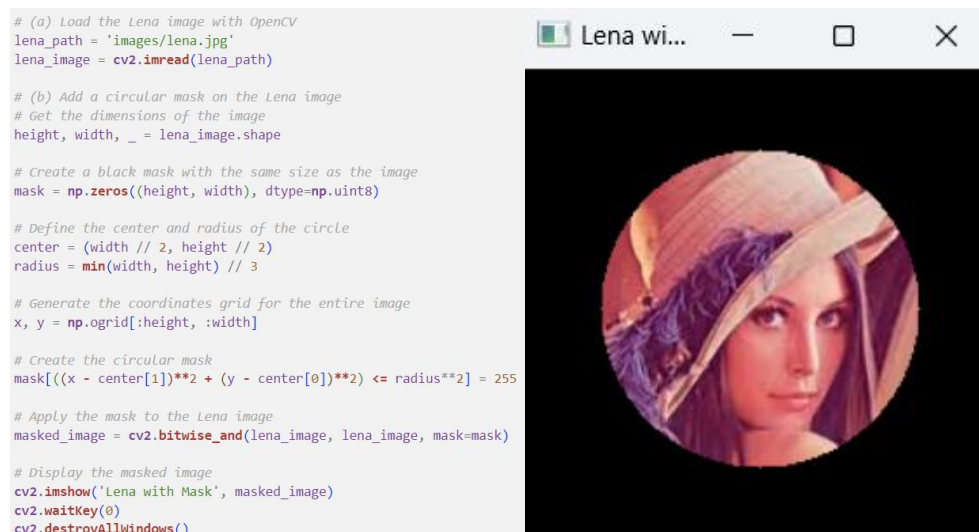 # (a) Load the Lena image with OpenCV
lena_path = 'images/lena.jpg'
lena_image = cv2.imread(lena_path)
# (b) Add a circular mask on the Lena image
# Get the dimensions of the image
height, width, _ = lena_image.shape
# Create a black mask with the same size as the image
mask = np.zeros((height, width), dtype=np.uint8)
# Define the center and radius of the circle
center = (width // 2, height // 2)
radius = min(width, height) // 3
# Generate the coordinates grid for the entire image
x, y = np.ogrid[:height, :width]
# Create the circular mask
mask[((x - center[1])**2 + (y - center[0])**2) <= radius**2] = 255
# Apply the mask to the Lena image
masked_image = cv2.bitwise_and(lena_image, lena_image, mask=mask)
# Display the masked image
cv2.imshow('Lena with Mask', masked_image)
cv2.waitKey(0)
cv2.destroyAllWindows()
Lena wi...